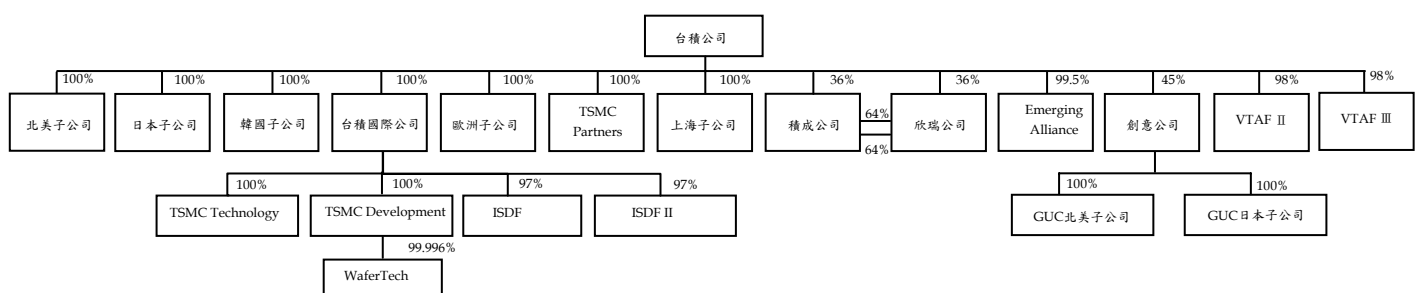 台積公司
100%
100%
100%
100%
100%
100%
100%
36%
36%
99.5%
45%
98%
98%
北美子公司
日本子公司
韓國子公司
台積國際公司
歐洲子公司
TSMC
Partners
上海子公司
積成公司
64%
64%
欣瑞公司
Emerging
Alliance
創意公司
VTAF Ⅱ
VTAF Ⅲ
100%
100%
97%
97%
100%
100%
TSMC Technology
TSMC Development
ISDF
ISDF II
GUC北美子公司
GUC日本子公司
99.996%
WaferTech